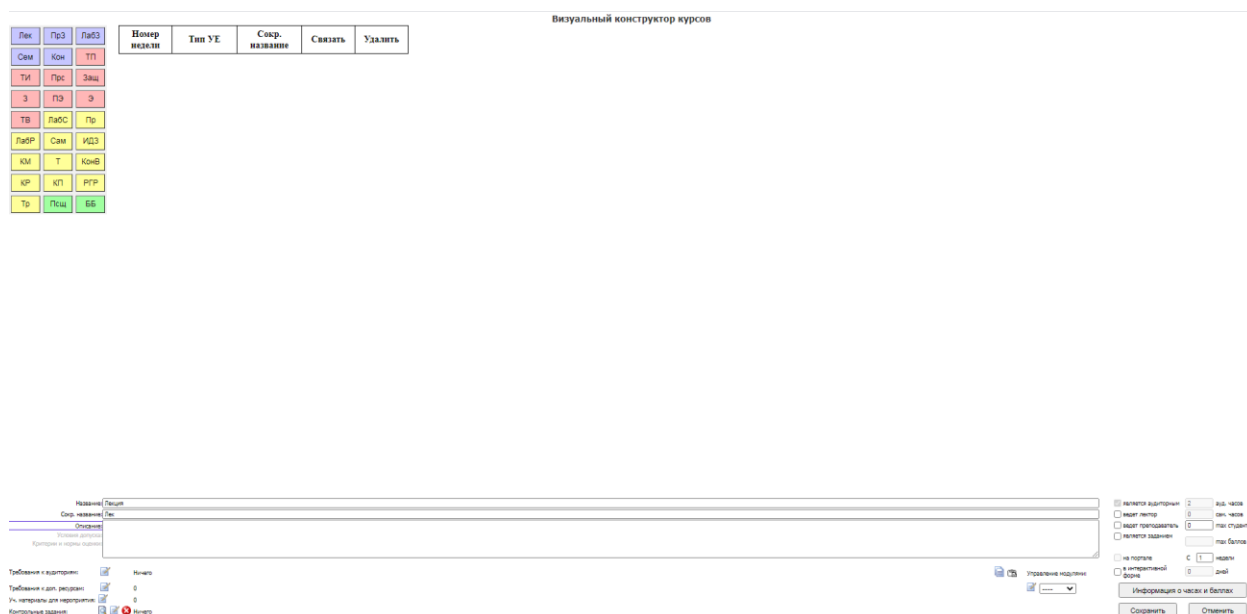 Визуальный конструктор курсов
Лек ПрЗ ЛабЗ
Сем Кон ТП
ТИ Прс Защ
З ПЭ Э
ТВ ЛабС Пр
ЛабР Сам ИДЗ
КМ Т КонВ
КР КП РГР
Тр Псщ ББ
Номер недели Тип УЕ Сокр. название Связать Удалить
Название: Лекция
Сокр. название: Лек
Описание:
Условия допуска:
Критерии и нормы оценки:
Требования к аудиториям: Ничего
Требования к доп. ресурсам: 0
Уч. материалы для мероприятия: 0
Контрольные задания: Ничего
Управление модулями:
-----
является аудиторным 2 ауд. часов
ведет лектор 0 сам. часов
ведет преподаватель 0 max студент
является заданием max баллов
на портале С 1 недели
в интерактивной форме 0 дней
Информация о часах и баллах
Сохранить Отменить